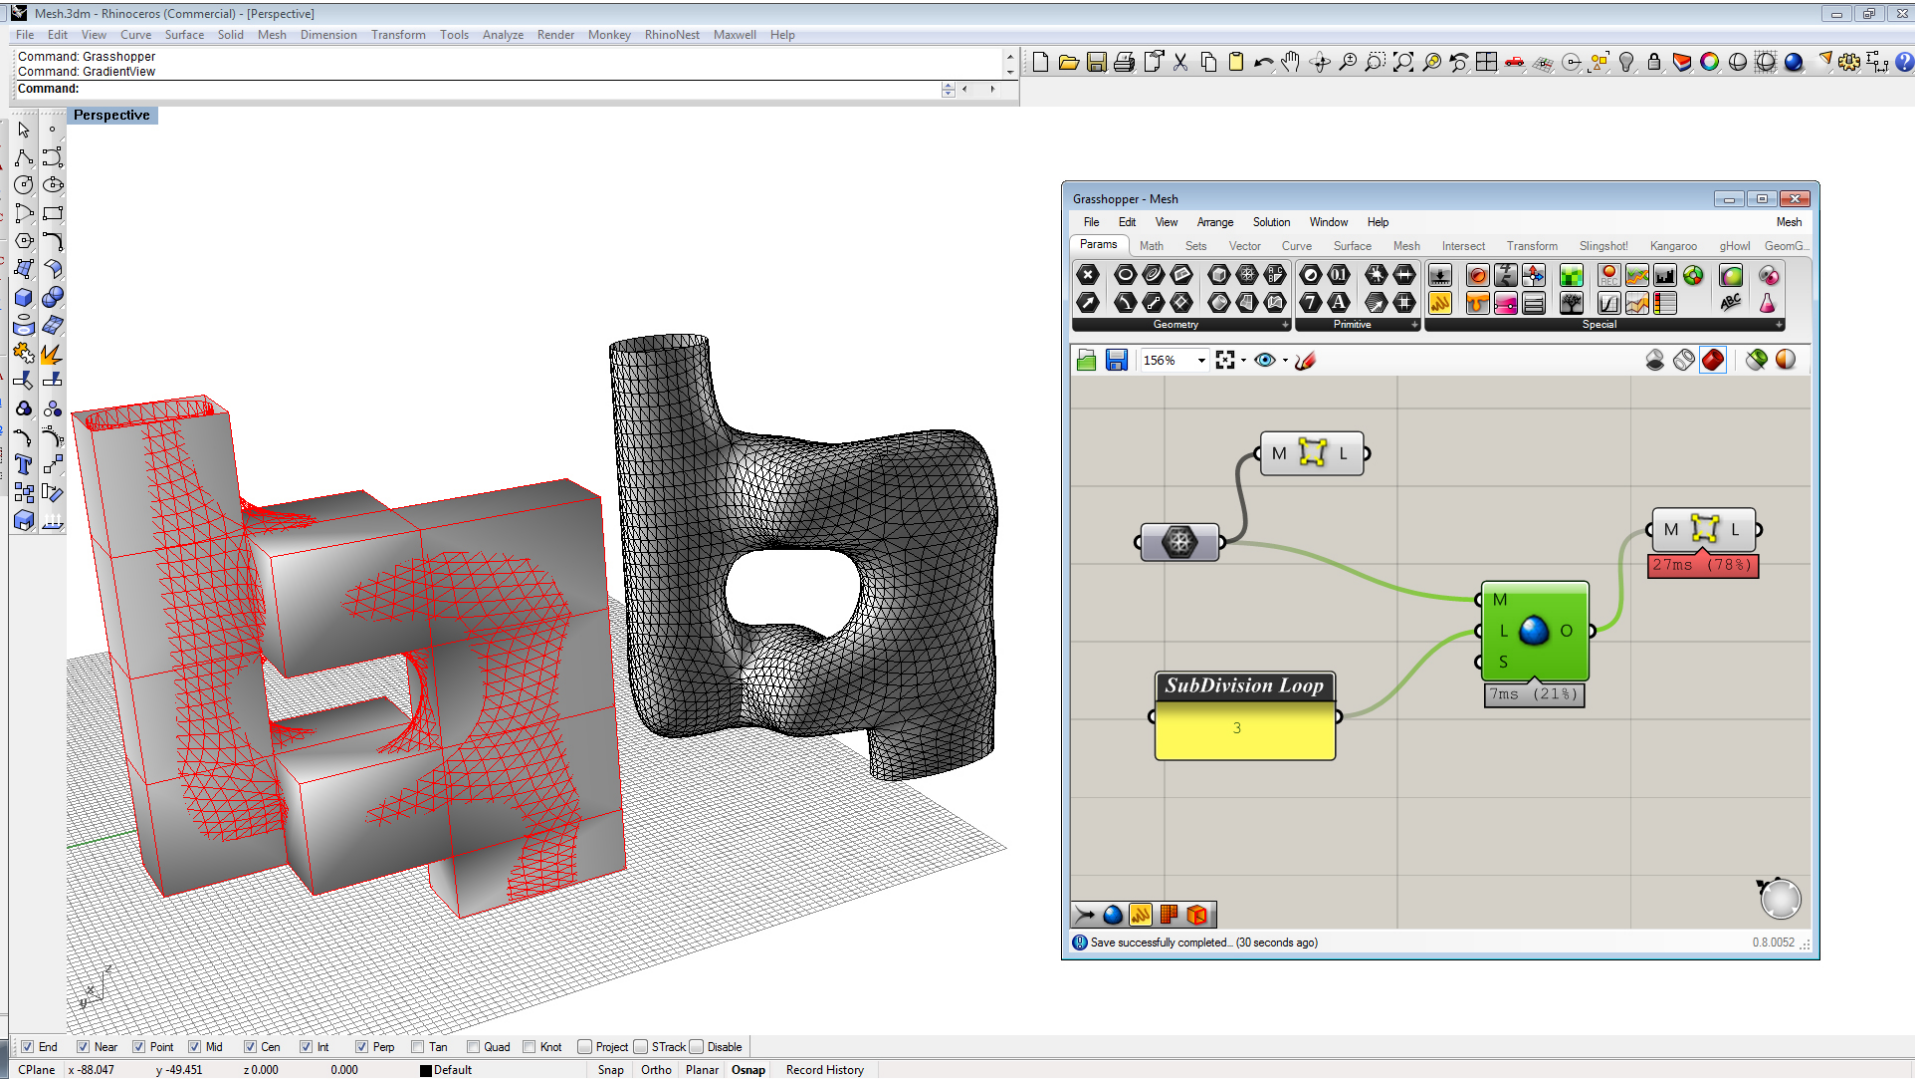 Mesh.3dm - Rhinoceros (Commercial) - [Perspective]
File Edit View Curve Surface Solid Mesh Dimension Transform Tools Analyze Render Monkey RhinoNest Maxwell Help
Command: Grasshopper
Command: GradientView
Command:
Perspective
Grasshopper - Mesh
File Edit View Arrange Solution Window Help Mesh
Params Math Sets Vector Curve Surface Mesh Intersect Transform Slingshot! Kangaroo gHowl GeomG...
Geometry Primitive Special
156%
M L
M L
27ms (78%)
M
L O
S
7ms (21%)
SubDivision Loop
3
Save successfully completed... (30 seconds ago) 0.8.0052
z
x
y
End Near Point Mid Cen Int Perp Tan Quad Knot Project STrack Disable
CPlane x -88.047 y -49.451 z 0.000 0.000 Default Snap Ortho Planar Osnap Record History